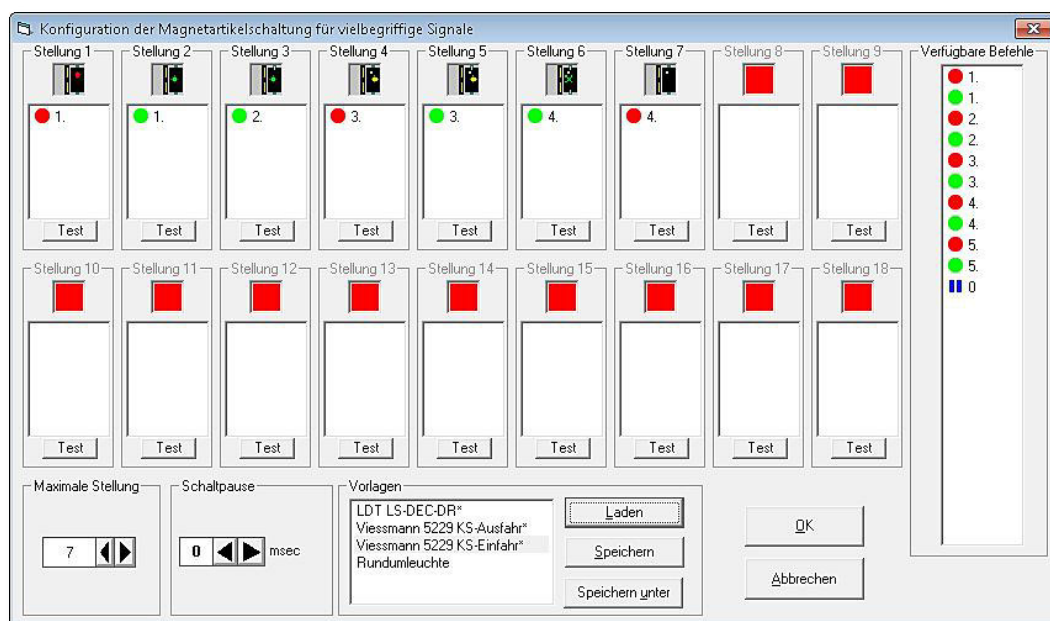 Konfiguration der Magnetartikelschaltung für vielbegriffige Signale
Stellung 1 Stellung 2 Stellung 3 Stellung 4 Stellung 5 Stellung 6 Stellung 7 Stellung 8 Stellung 9
1. 1. 2. 3. 3. 4. 4.
Test Test Test Test Test Test Test Test Test
Stellung 10 Stellung 11 Stellung 12 Stellung 13 Stellung 14 Stellung 15 Stellung 16 Stellung 17 Stellung 18
Test Test Test Test Test Test Test Test Test
Verfügbare Befehle
1.
1.
2.
2.
3.
3.
4.
4.
5.
5.
0
Maximale Stellung
7
Schaltpause
0 msec
Vorlagen
LDT LS-DEC-DR*
Viessmann 5229 KS-Ausfahr*
Viessmann 5229 KS-Einfahr*
Rundumleuchte
Laden
Speichern
Speichern unter
OK
Abbrechen